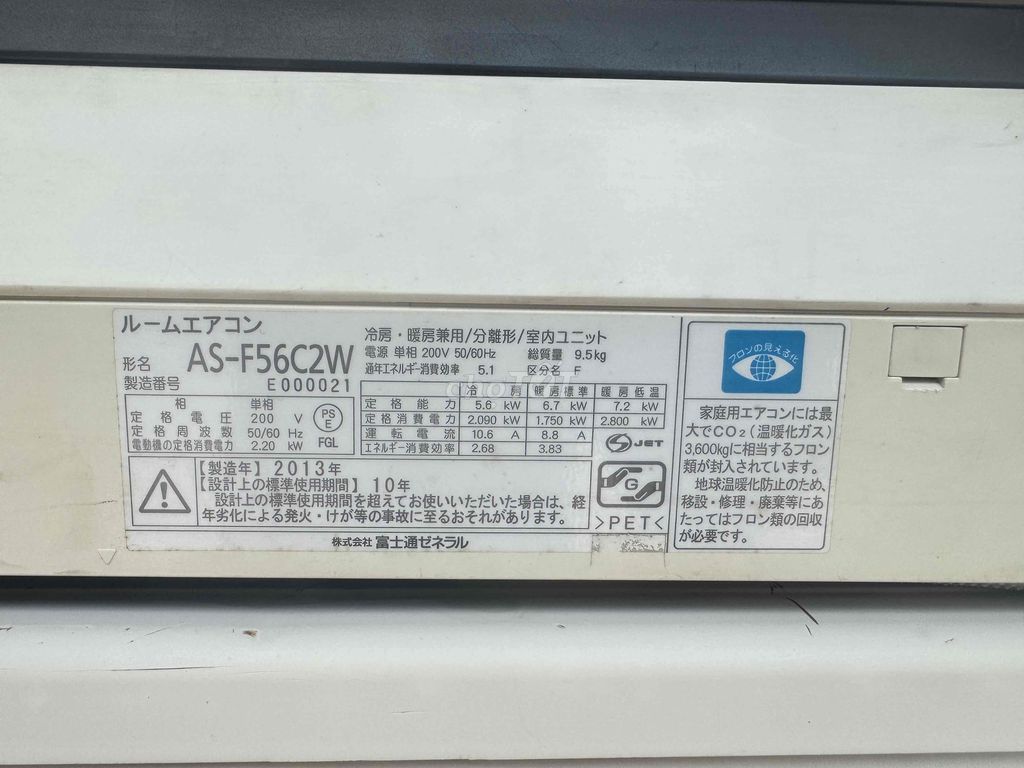 ルームエアコン
形名 AS-F56C2W
製造番号 E000021
相 単相
定格電圧 200 V
定格周波数 50/60 Hz
電動機の定格消費電力 2.20 kW
PS
E
FGL
冷房・暖房兼用/分離形/室内ユニット
電源 単相 200V 50/60Hz 総質量 9.5kg
通年エネルギー消費効率 5.1 区分名 F
冷房 暖房標準 暖房低温
定格能力 5.6 kW 6.7 kW 7.2 kW
定格消費電力 2.090 kW 1.750 kW 2.800 kW
運転電流 10.6 A 8.8 A
エネルギー消費効率 2.68 3.83
S JET
【製造年】2013年
【設計上の標準使用期間】10年
設計上の標準使用期間を超えてお使いいただいた場合は、経
年劣化による発火・けが等の事故に至るおそれがあります。
G
>PET<
株式会社 富士通ゼネラル
フロンの見える化
家庭用エアコンには最
大でCO₂(温暖化ガス)
3,600kgに相当するフロン
類が封入されています。
地球温暖化防止のため、
移設・修理・廃棄等にあ
たってはフロン類の回収
が必要です。